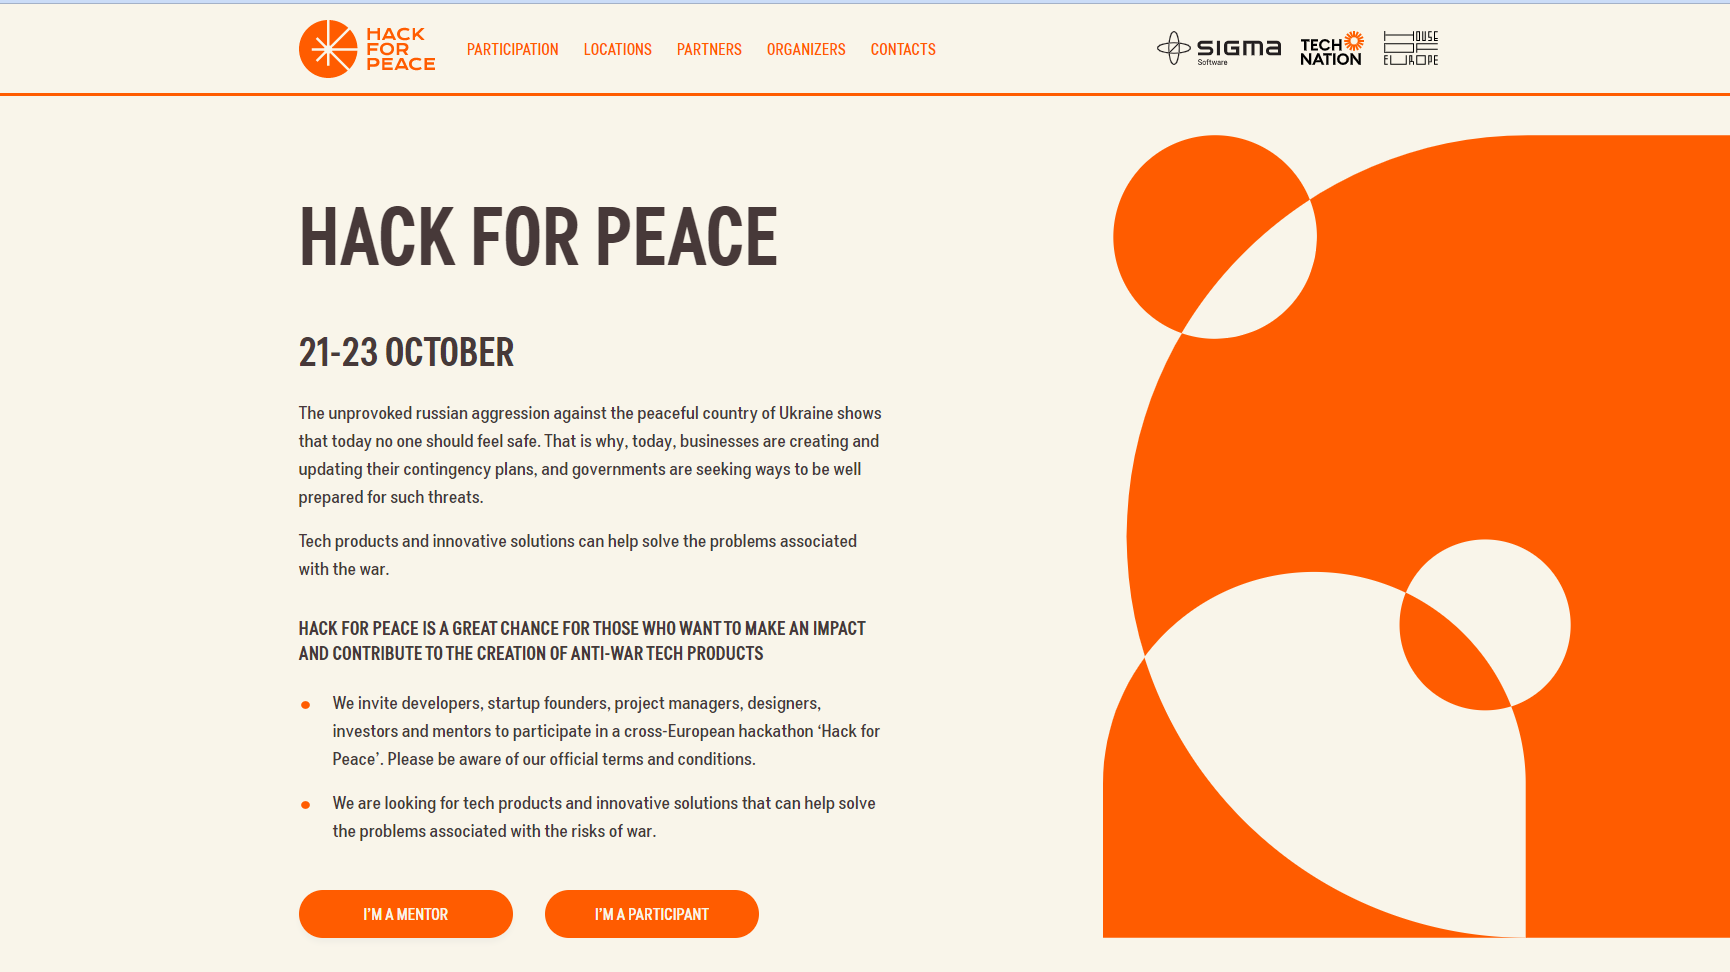 HACK
FOR
PEACE
PARTICIPATION LOCATIONS PARTNERS ORGANIZERS CONTACTS
sigma
Software
TECH
NATION
HOUSE
OF
EUROPE
HACK FOR PEACE
21-23 OCTOBER
The unprovoked russian aggression against the peaceful country of Ukraine shows
that today no one should feel safe. That is why, today, businesses are creating and
updating their contingency plans, and governments are seeking ways to be well
prepared for such threats.
Tech products and innovative solutions can help solve the problems associated
with the war.
HACK FOR PEACE IS A GREAT CHANCE FOR THOSE WHO WANT TO MAKE AN IMPACT
AND CONTRIBUTE TO THE CREATION OF ANTI-WAR TECH PRODUCTS
We invite developers, startup founders, project managers, designers,
investors and mentors to participate in a cross-European hackathon ‘Hack for
Peace’. Please be aware of our official terms and conditions.
We are looking for tech products and innovative solutions that can help solve
the problems associated with the risks of war.
I’M A MENTOR I’M A PARTICIPANT